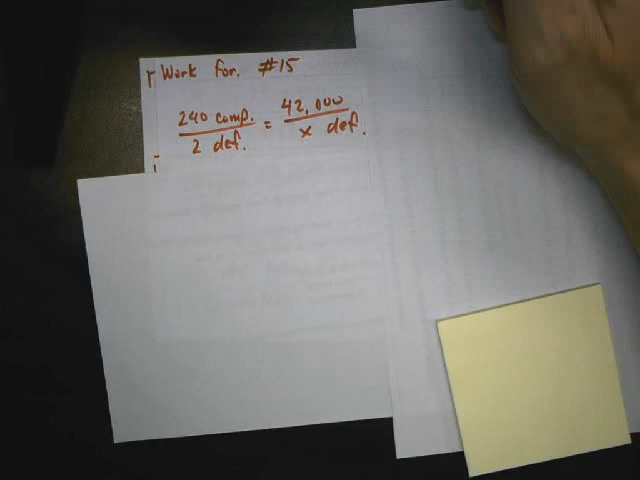 Work for. #15
240 comp. = 42,000
2 def. x def.